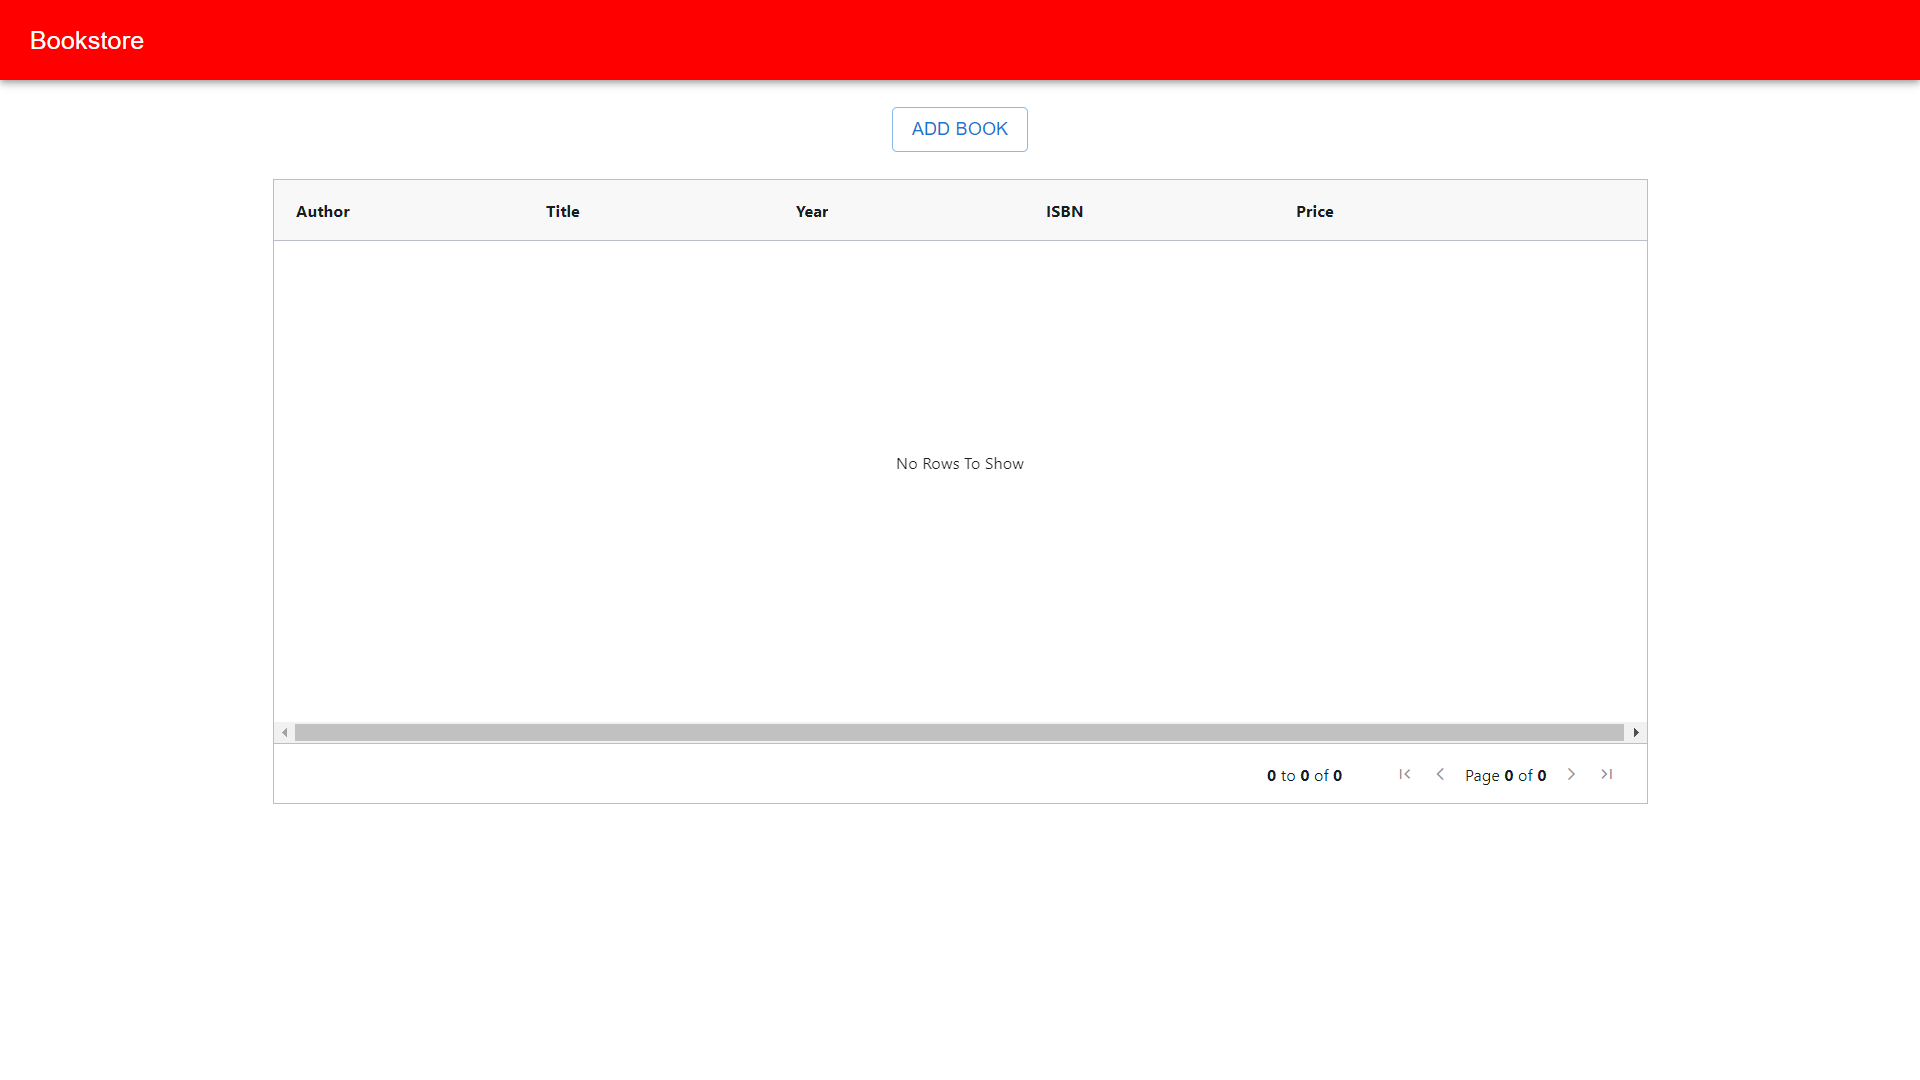 Bookstore
ADD BOOK
Author Title Year ISBN Price
No Rows To Show
0 to 0 of 0 Page 0 of 0